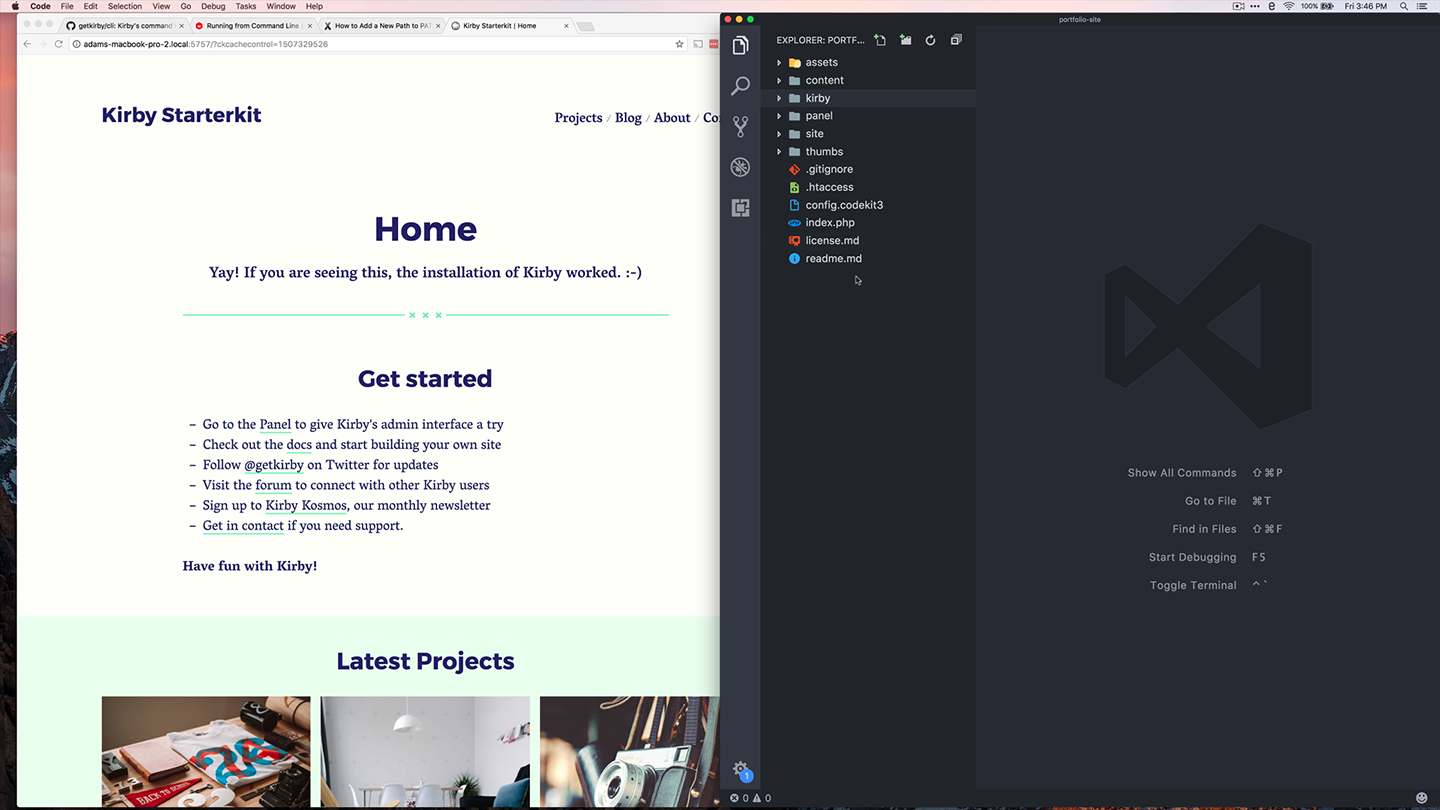 Code File Edit Selection View Go Debug Tasks Window Help
100% Fri 3:46 PM
getkirby/cli: Kirby's command
Running from Command Line |
How to Add a New Path to PAT
Kirby Starterkit | Home
adams-macbook-pro-2.local:5757/?ckcachecontrol=1507329526
Kirby Starterkit
Projects / Blog / About / Co
Home
Yay! If you are seeing this, the installation of Kirby worked. :-)
Get started
– Go to the Panel to give Kirby's admin interface a try
– Check out the docs and start building your own site
– Follow @getkirby on Twitter for updates
– Visit the forum to connect with other Kirby users
– Sign up to Kirby Kosmos, our monthly newsletter
– Get in contact if you need support.
Have fun with Kirby!
Latest Projects
BACK TO SCHOOL
portfolio-site
EXPLORER: PORTF...
assets
content
kirby
panel
site
thumbs
.gitignore
.htaccess
config.codekit3
index.php
license.md
readme.md
Show All Commands ⇧⌘P
Go to File ⌘T
Find in Files ⇧⌘F
Start Debugging F5
Toggle Terminal ^`
1
0 0